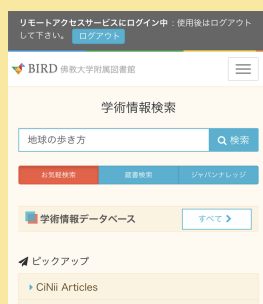 リモートアクセスサービスにログイン中：使用後はログアウト
して下さい。 ログアウト
BIRD 佛教大学附属図書館
学術情報検索
地球の歩き方 検索
お気軽検索 蔵書検索 ジャパンナレッジ
学術情報データベース すべて
ピックアップ
CiNii Articles